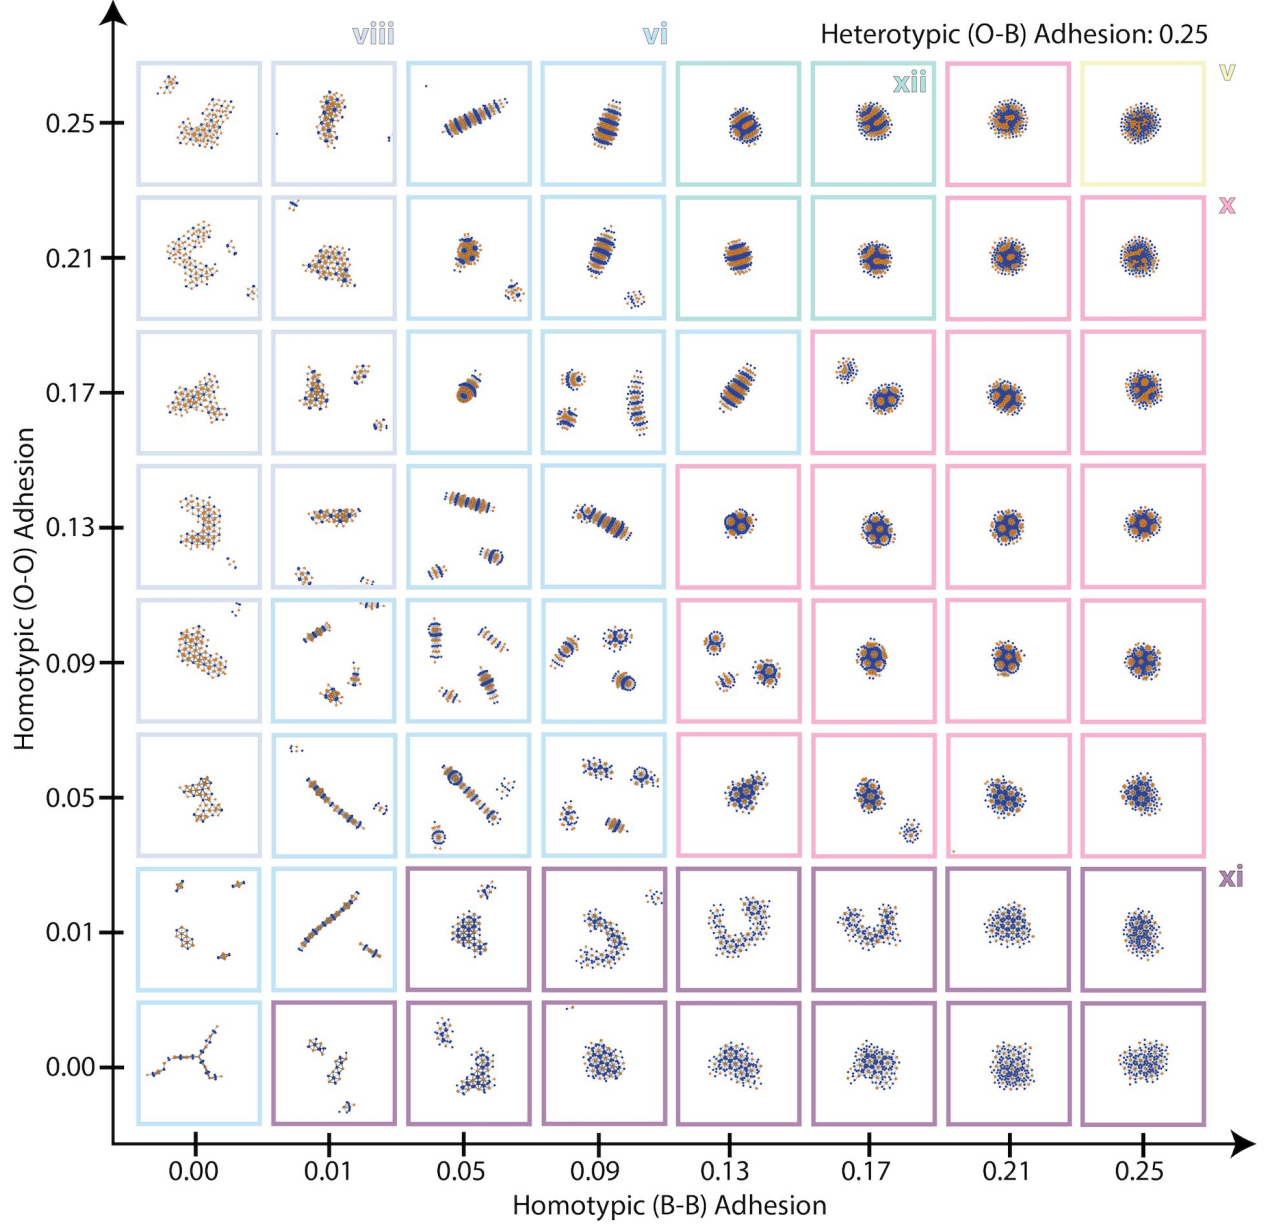 viii vi Heterotypic (O-B) Adhesion: 0.25
xii v
0.25
x
0.21
0.17
Homotypic (O-O) Adhesion
0.13
0.09
0.05
xi
0.01
0.00
0.00 0.01 0.05 0.09 0.13 0.17 0.21 0.25
Homotypic (B-B) Adhesion